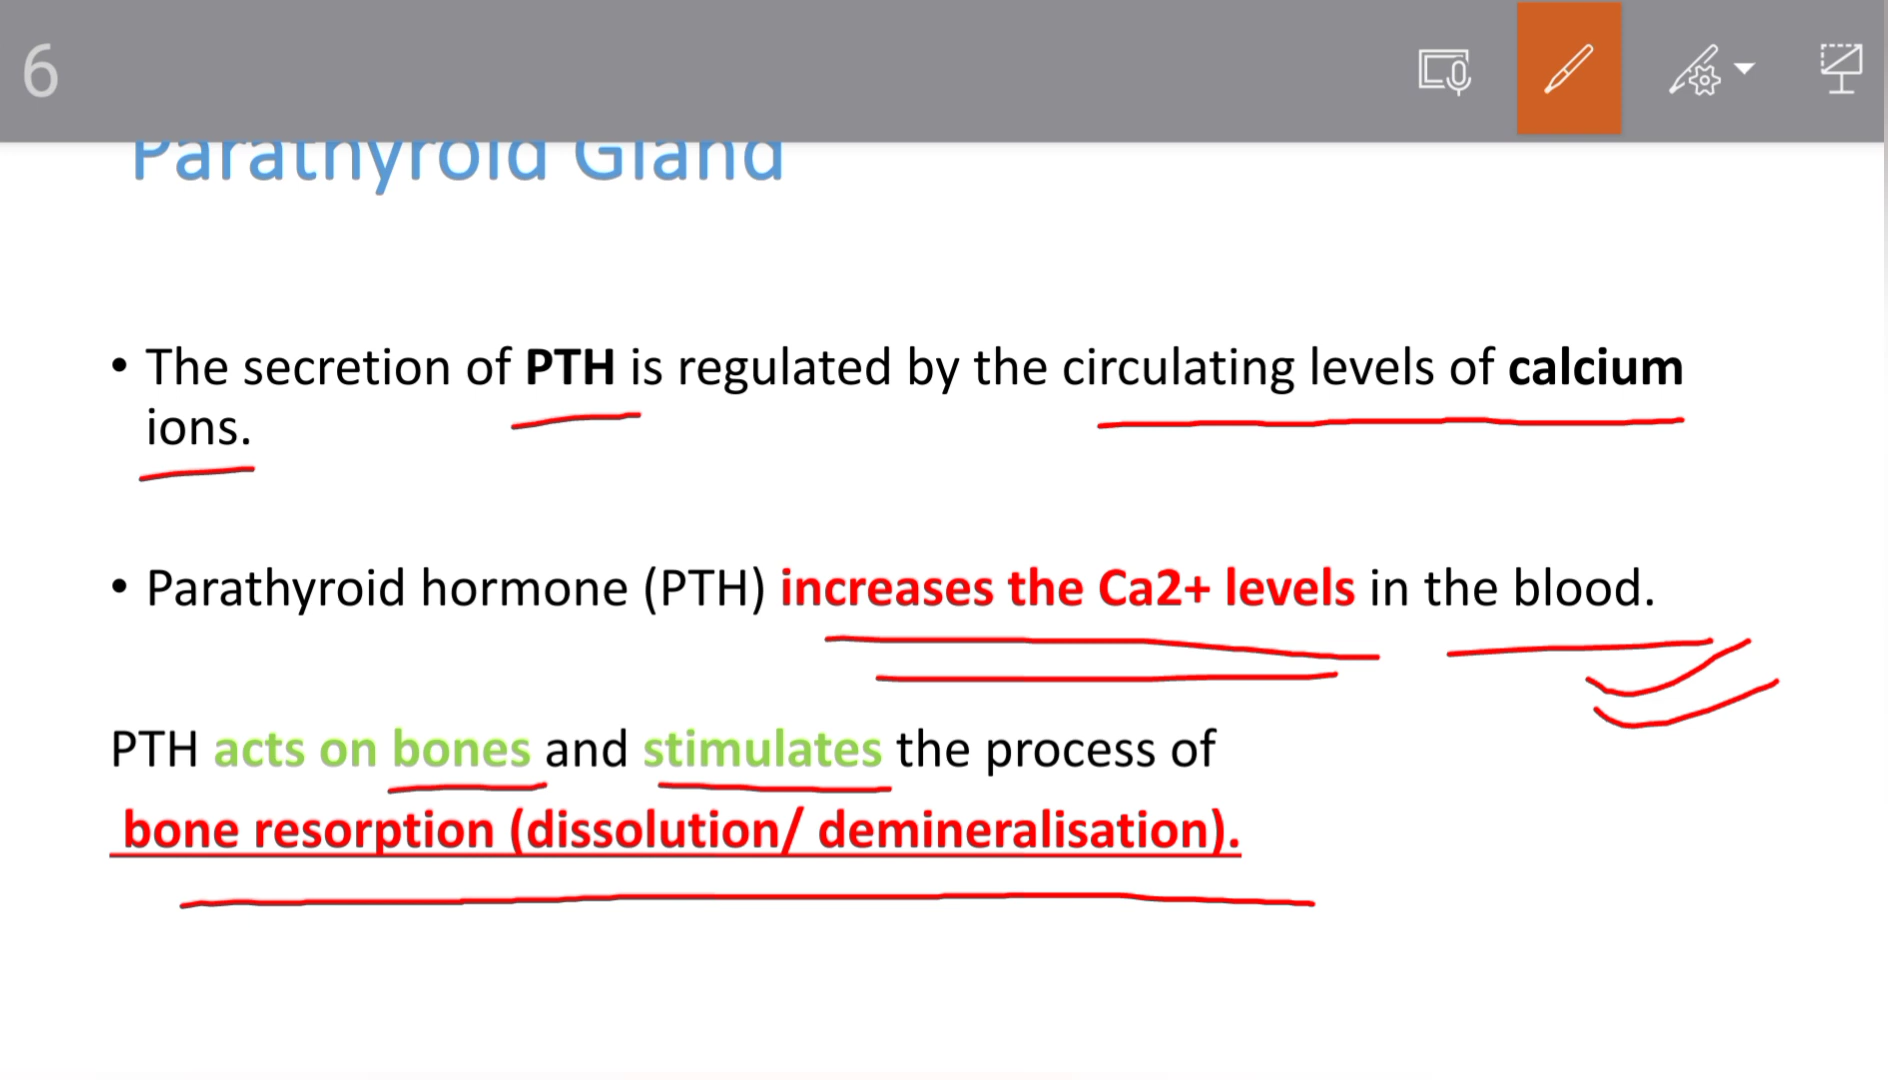 6
Parathyroid Gland
• The secretion of PTH is regulated by the circulating levels of calcium
ions.
• Parathyroid hormone (PTH) increases the Ca2+ levels in the blood.
PTH acts on bones and stimulates the process of
bone resorption (dissolution/ demineralisation).